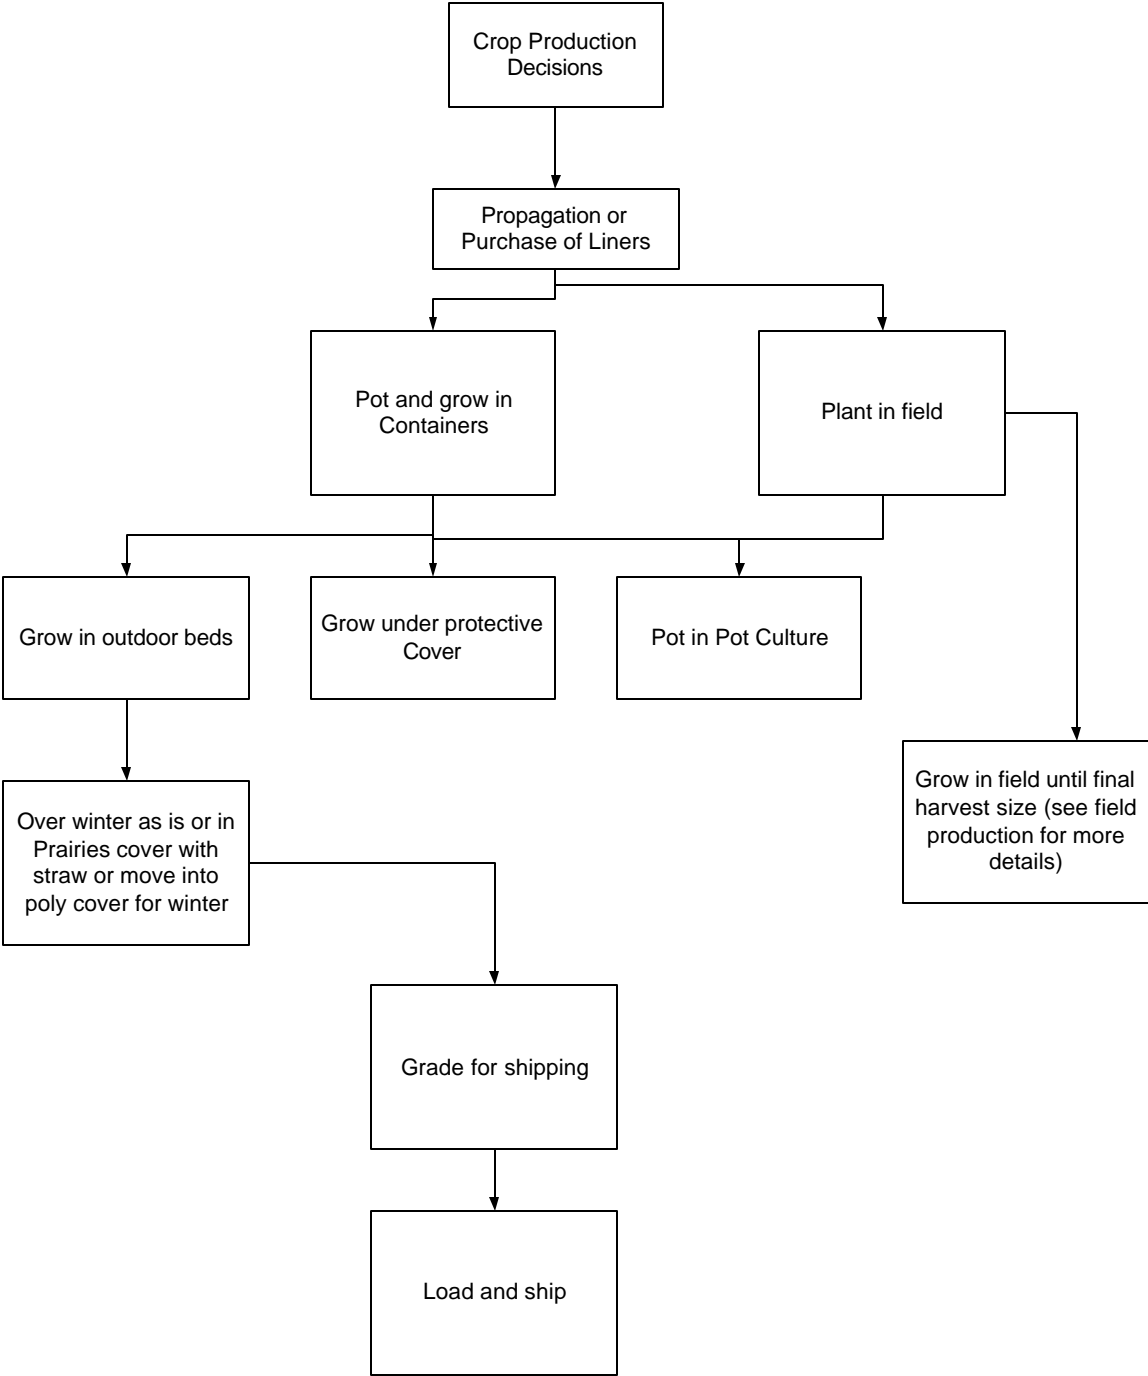 Crop Production
Decisions
Propagation or
Purchase of Liners
Pot and grow in
Containers
Plant in field
Grow in outdoor beds
Grow under protective
Cover
Pot in Pot Culture
Grow in field until final
harvest size (see field
production for more
details)
Over winter as is or in
Prairies cover with
straw or move into
poly cover for winter
Grade for shipping
Load and ship